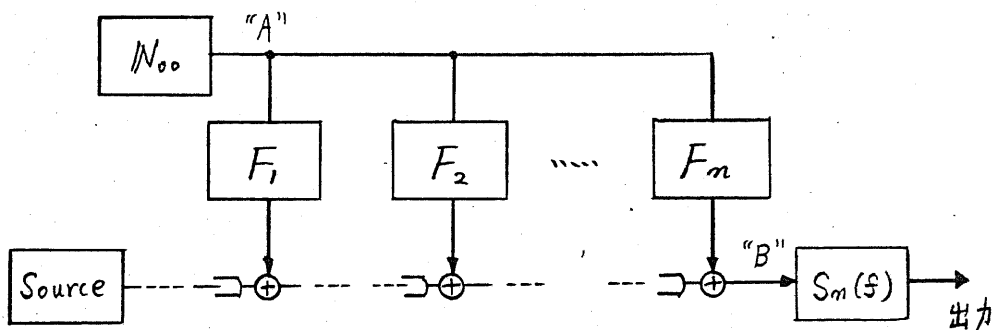 "A"
N₀₀
F₁
F₂
.....
Fₙ
"B"
Source
Sₙ(f)
出力